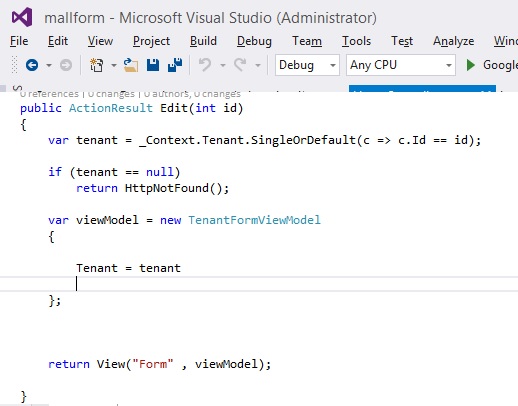 mallform - Microsoft Visual Studio (Administrator)
File Edit View Project Build Debug Team Tools Test Analyze
Debug Any CPU Google
0 references | 0 changes | 0 authors, 0 changes
public ActionResult Edit(int id)
{
var tenant = _Context.Tenant.SingleOrDefault(c => c.Id == id);
if (tenant == null)
return HttpNotFound();
var viewModel = new TenantFormViewModel
{
Tenant = tenant
};
return View("Form" , viewModel);
}